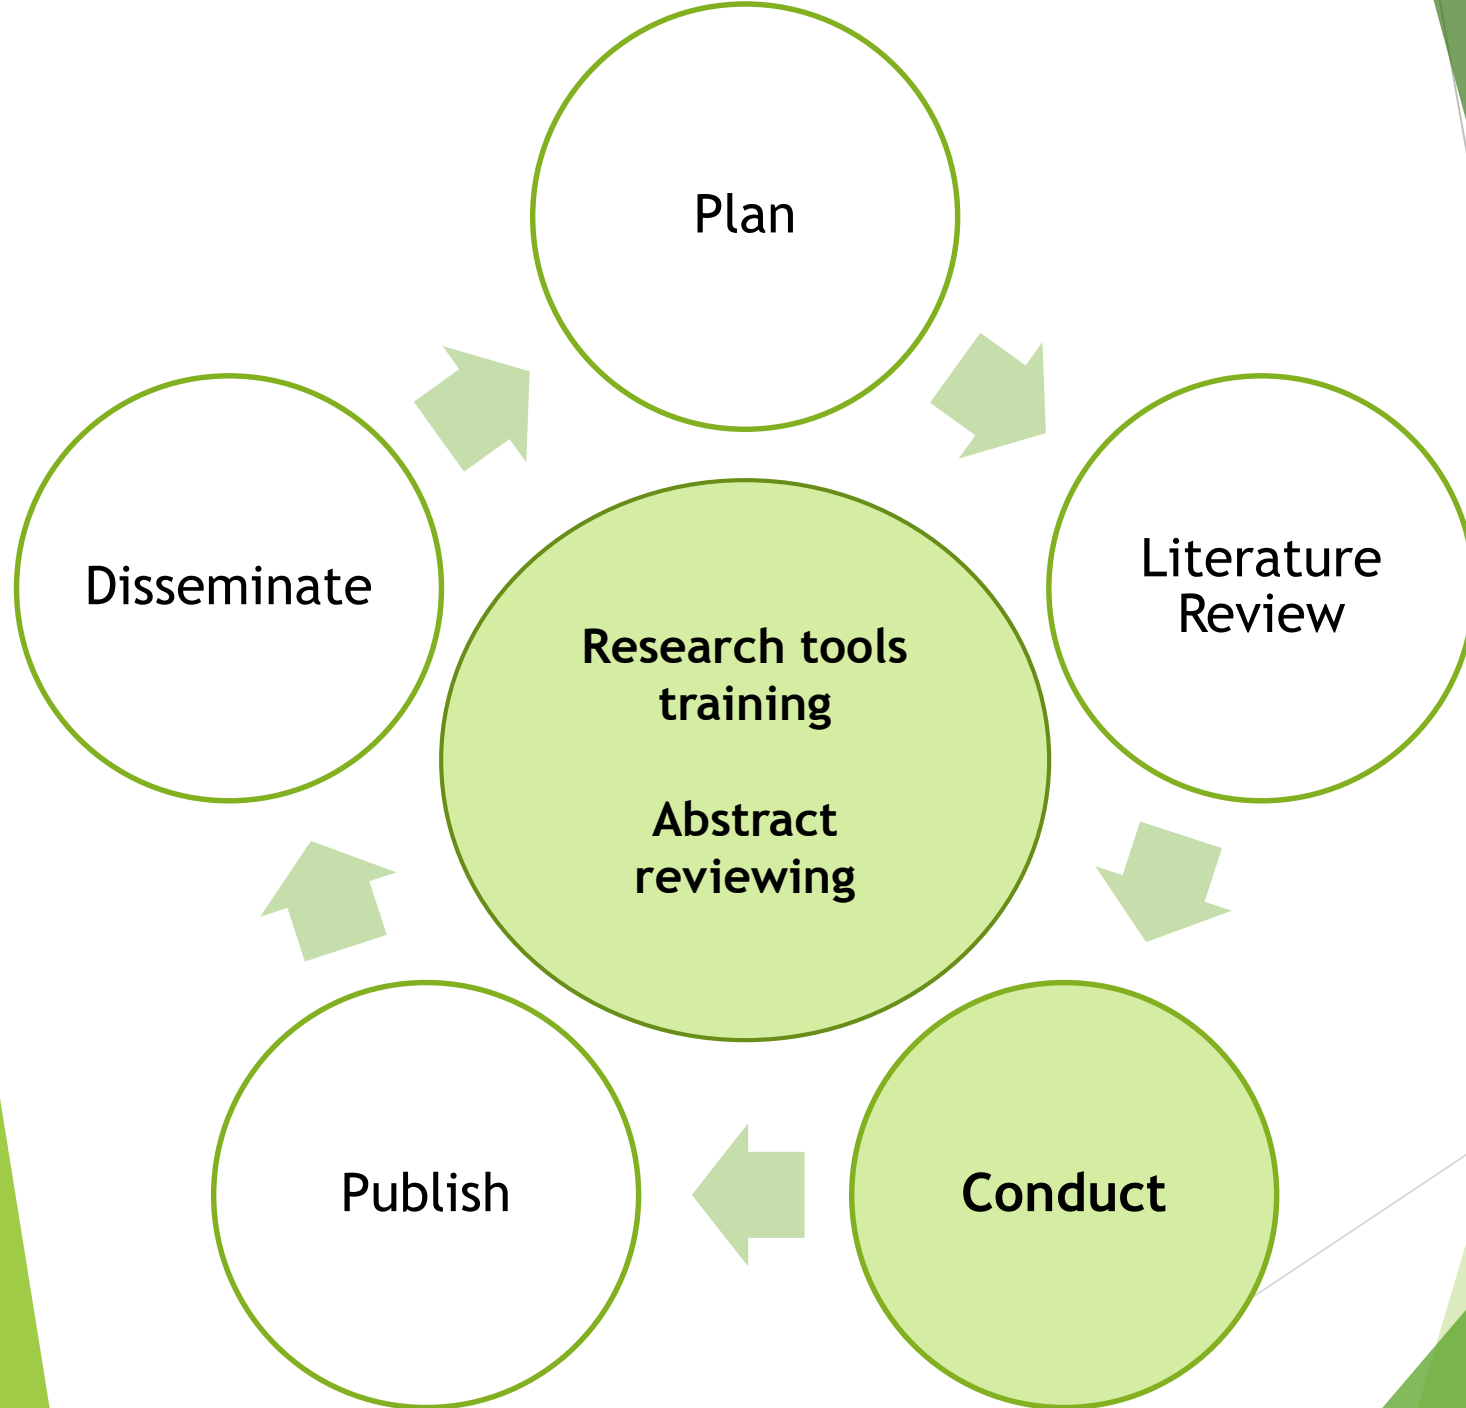 Plan
Literature
Review
Disseminate
Research tools
training
Abstract
reviewing
Conduct
Publish